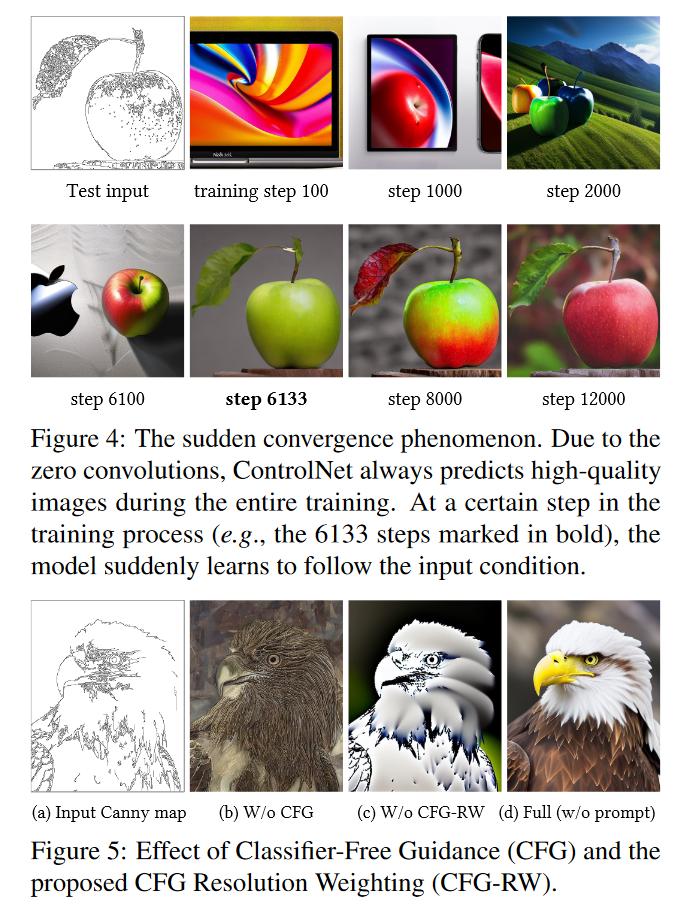 Test input
training step 100
step 1000
step 2000
step 6100
step 6133
step 8000
step 12000
Figure 4: The sudden convergence phenomenon. Due to the
zero convolutions, ControlNet always predicts high-quality
images during the entire training. At a certain step in the
training process (e.g., the 6133 steps marked in bold), the
model suddenly learns to follow the input condition.
(a) Input Canny map
(b) W/o CFG
(c) W/o CFG-RW
(d) Full (w/o prompt)
Figure 5: Effect of Classifier-Free Guidance (CFG) and the
proposed CFG Resolution Weighting (CFG-RW).